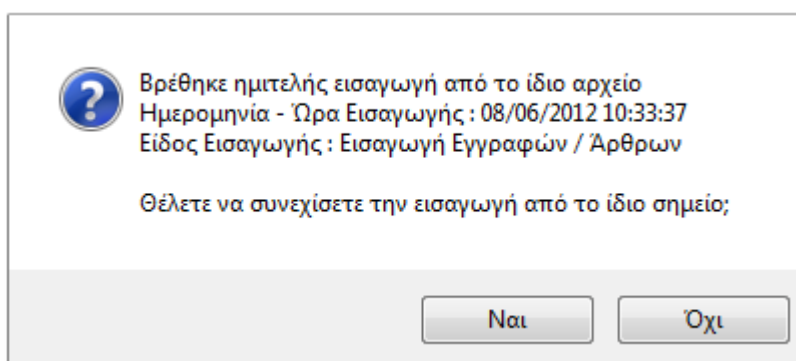 Βρέθηκε ημιτελής εισαγωγή από το ίδιο αρχείο
Ημερομηνία - Ώρα Εισαγωγής : 08/06/2012 10:33:37
Είδος Εισαγωγής : Εισαγωγή Εγγραφών / Άρθρων
Θέλετε να συνεχίσετε την εισαγωγή από το ίδιο σημείο;
Ναι Όχι